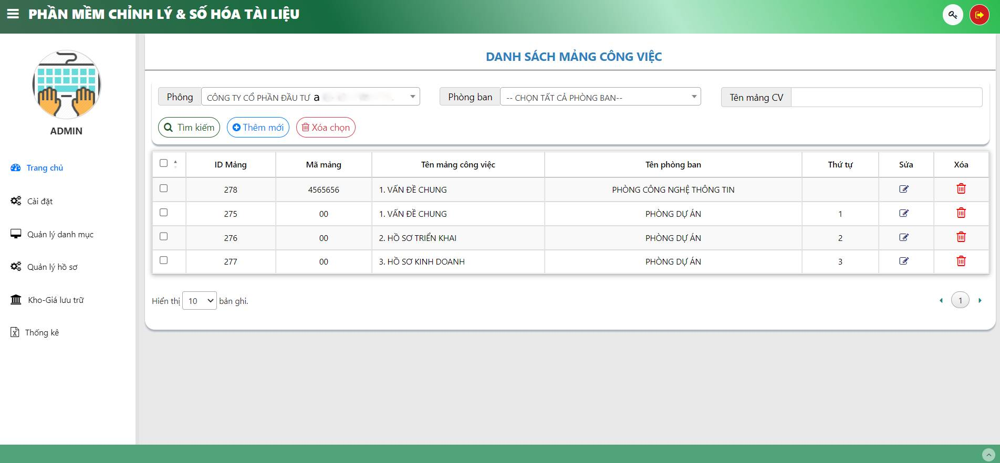 PHẦN MỀM CHỈNH LÝ & SỐ HÓA TÀI LIỆU
ADMIN
Trang chủ
Cài đặt
Quản lý danh mục
Quản lý hồ sơ
Kho-Giá lưu trữ
Thống kê
DANH SÁCH MẢNG CÔNG VIỆC
Phông CÔNG TY CỔ PHẦN ĐẦU TƯ a Phòng ban -- CHỌN TẤT CẢ PHÒNG BAN-- Tên mảng CV
Tìm kiếm Thêm mới Xóa chọn
ID Mảng Mã mảng Tên mảng công việc Tên phòng ban Thứ tự Sửa Xóa
278 4565656 1. VẤN ĐỀ CHUNG PHÒNG CÔNG NGHỆ THÔNG TIN
275 00 1. VẤN ĐỀ CHUNG PHÒNG DỰ ÁN 1
276 00 2. HỒ SƠ TRIỂN KHAI PHÒNG DỰ ÁN 2
277 00 3. HỒ SƠ KINH DOANH PHÒNG DỰ ÁN 3
Hiển thị 10 bản ghi. 1